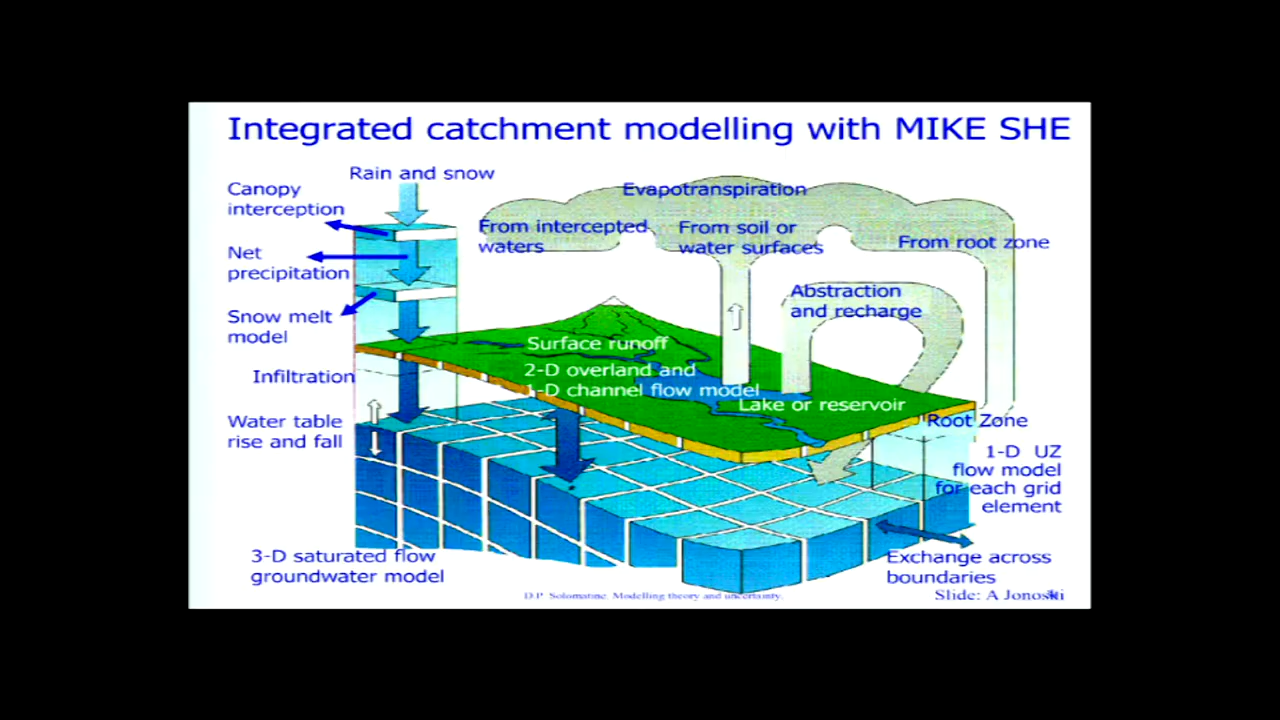 Integrated catchment modelling with MIKE SHE
Rain and snow
Canopy
interception
Net
precipitation
Snow melt
model
Infiltration
Water table
rise and fall
3-D saturated flow
groundwater model
Evapotranspiration
From intercepted
waters
From soil or
water surfaces
From root zone
Abstraction
and recharge
Surface runoff
2-D overland and
1-D channel flow model
Lake or reservoir
Root Zone
1-D UZ
flow model
for each grid
element
Exchange across
boundaries
D.P. Solomatine. Modelling theory and uncertainty.
Slide: A Jonoski